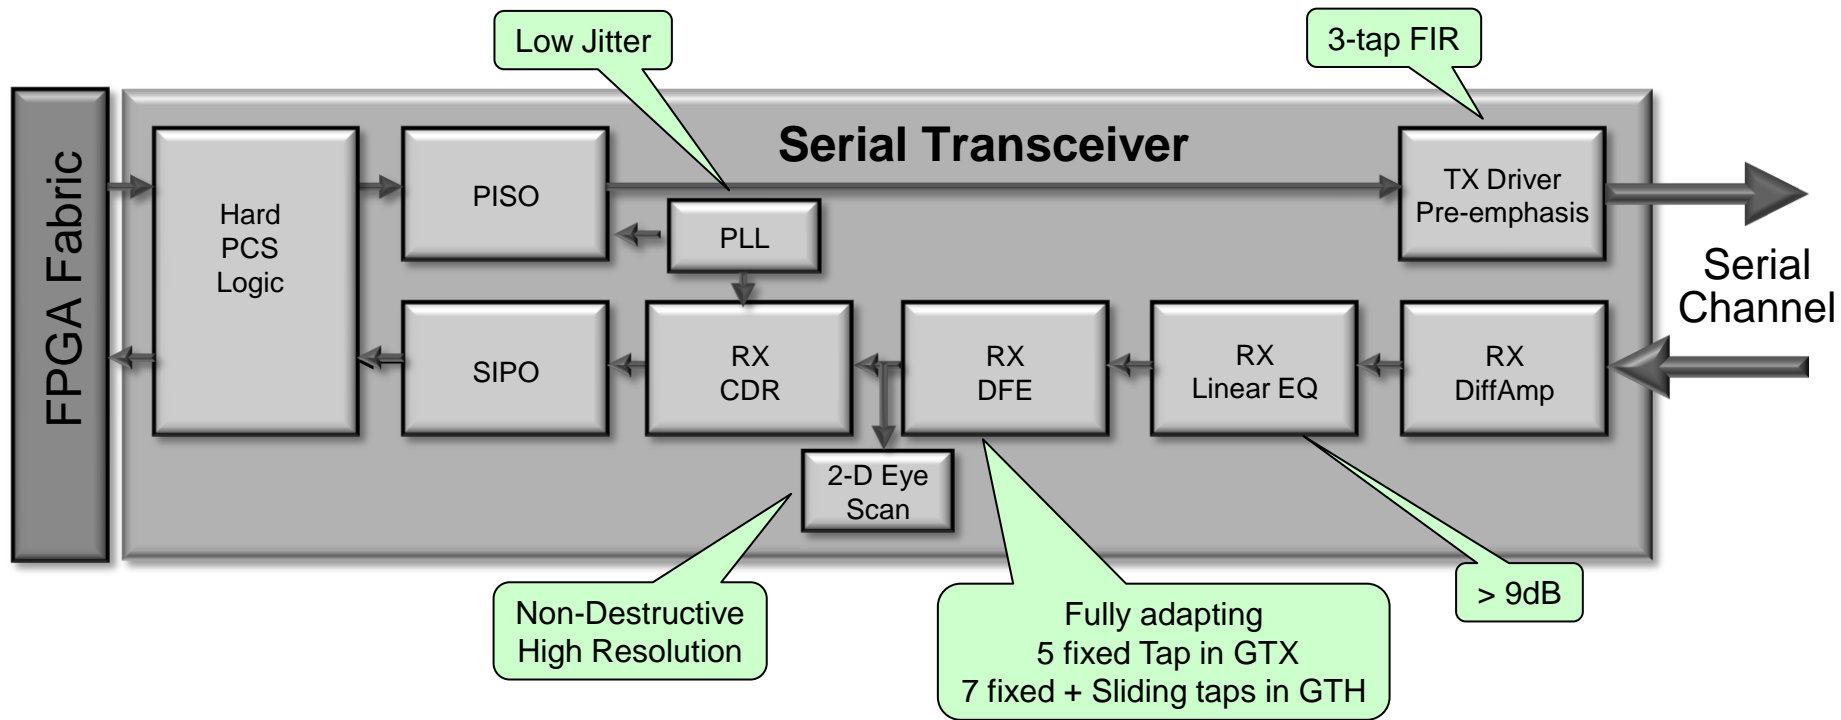 Low Jitter
3-tap FIR
Serial Transceiver
FPGA Fabric
Hard
PCS
Logic
PISO
PLL
TX Driver
Pre-emphasis
Serial
Channel
SIPO
RX
CDR
RX
DFE
RX
Linear EQ
RX
DiffAmp
2-D Eye
Scan
Non-Destructive
High Resolution
Fully adapting
5 fixed Tap in GTX
7 fixed + Sliding taps in GTH
> 9dB